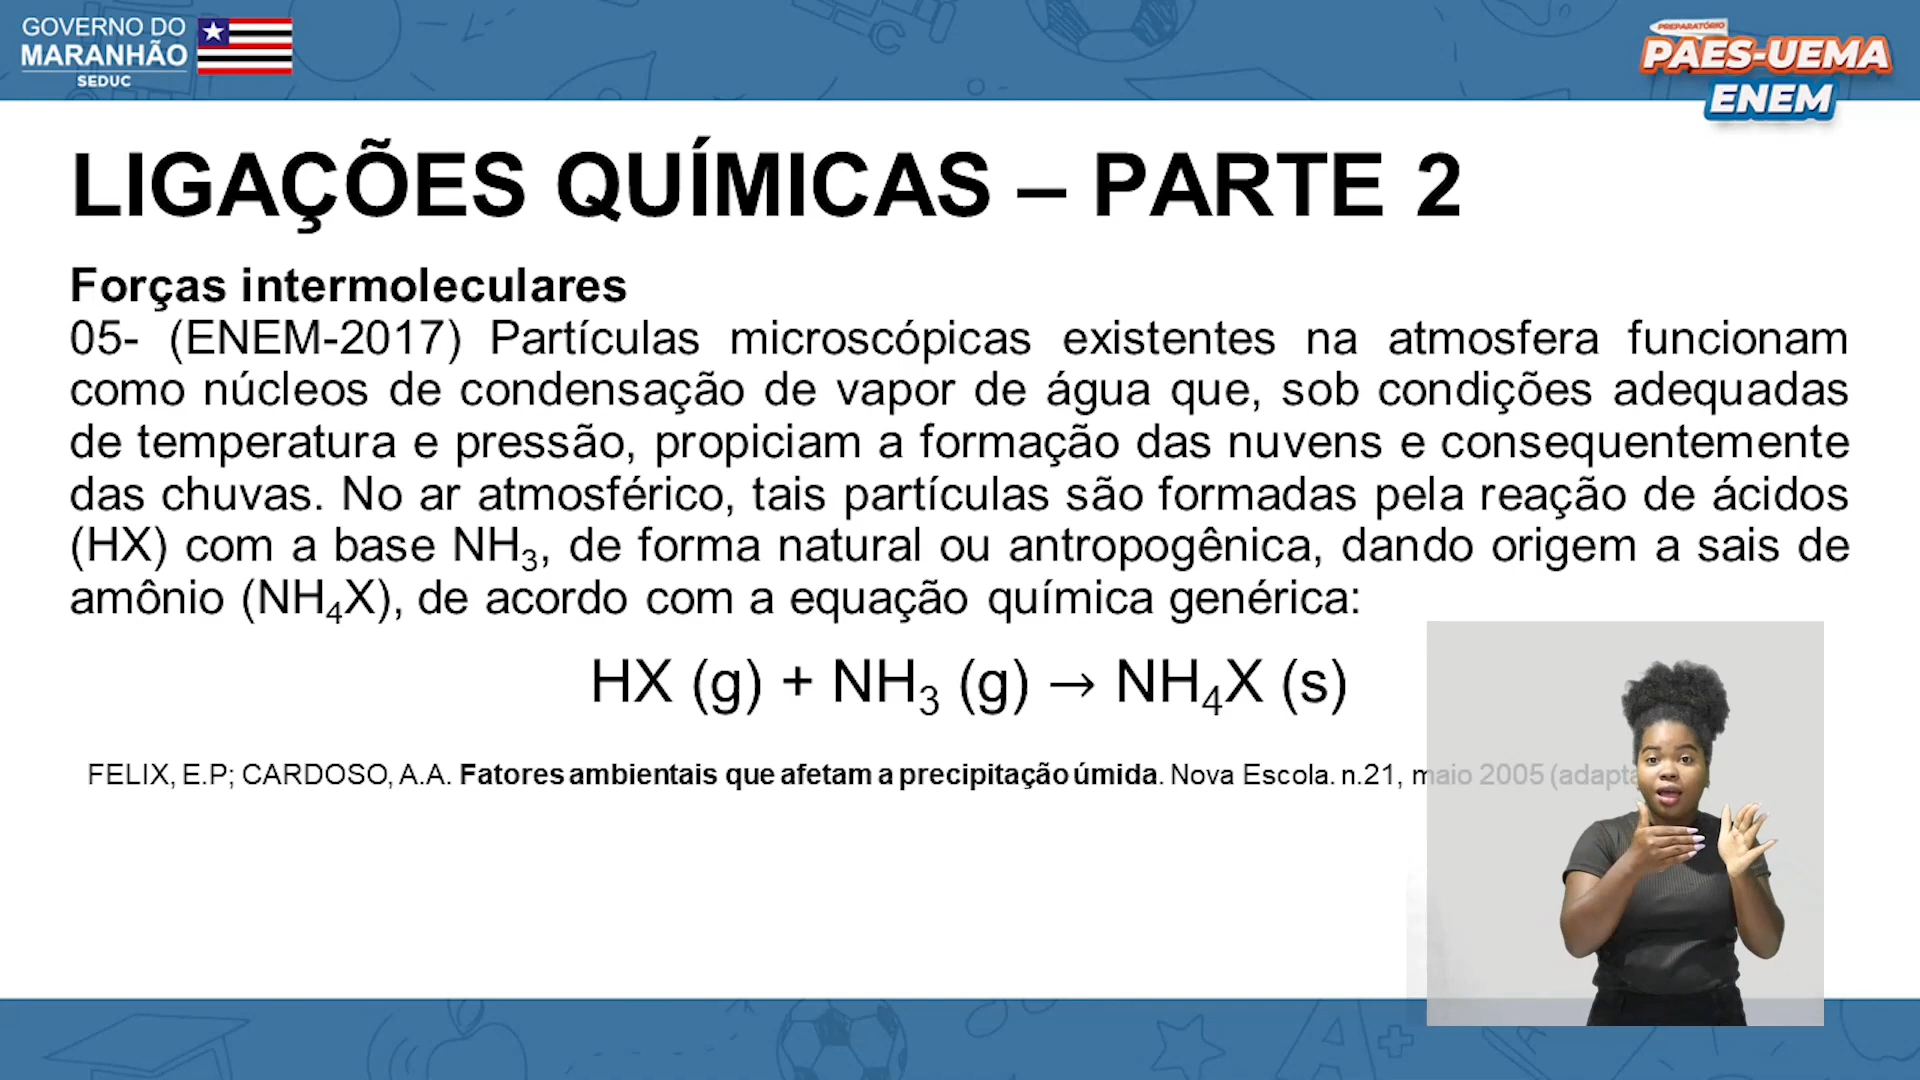 GOVERNO DO
MARANHÃO
SEDUC
PREPARATÓRIO
PAES-UEMA
ENEM
LIGAÇÕES QUÍMICAS – PARTE 2
Forças intermoleculares
05- (ENEM-2017) Partículas microscópicas existentes na atmosfera funcionam
como núcleos de condensação de vapor de água que, sob condições adequadas
de temperatura e pressão, propiciam a formação das nuvens e consequentemente
das chuvas. No ar atmosférico, tais partículas são formadas pela reação de ácidos
(HX) com a base NH₃, de forma natural ou antropogênica, dando origem a sais de
amônio (NH₄X), de acordo com a equação química genérica:
HX (g) + NH₃ (g) → NH₄X (s)
FELIX, E.P; CARDOSO, A.A. Fatores ambientais que afetam a precipitação úmida. Nova Escola. n.21, maio 2005